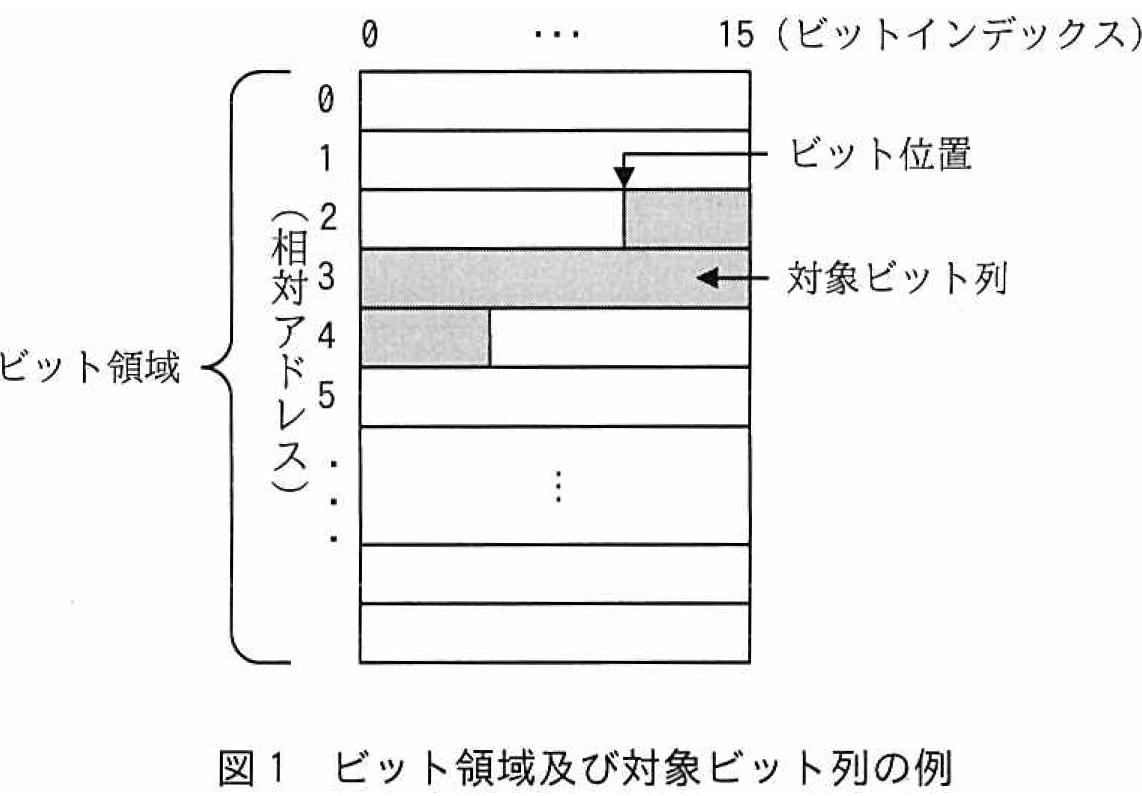 0 … 15 (ビットインデックス)
0
1
ビット位置
2
(相対アドレス)
3
対象ビット列
4
ビット領域
5
⋮
図1 ビット領域及び対象ビット列の例